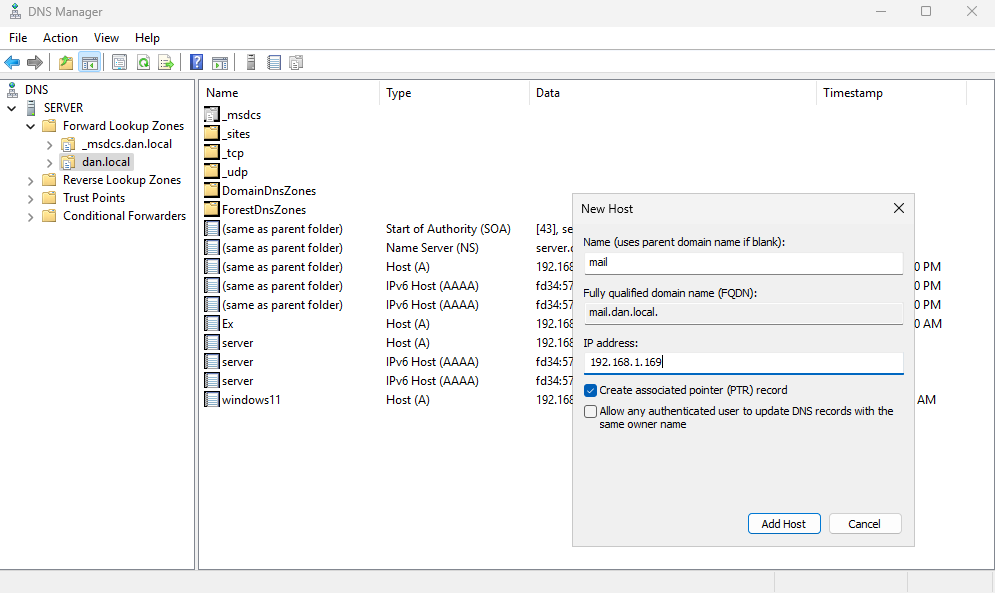 DNS Manager
File Action View Help
DNS
SERVER
Forward Lookup Zones
_msdcs.dan.local
dan.local
Reverse Lookup Zones
Trust Points
Conditional Forwarders
Name Type Data Timestamp
_msdcs
_sites
_tcp
_udp
DomainDnsZones
ForestDnsZones
(same as parent folder) Start of Authority (SOA) [43], se
(same as parent folder) Name Server (NS) server.
(same as parent folder) Host (A) 192.168 0 PM
(same as parent folder) IPv6 Host (AAAA) fd34:57 0 PM
(same as parent folder) IPv6 Host (AAAA) fd34:57 0 PM
Ex Host (A) 192.168 0 AM
server Host (A) 192.168
server IPv6 Host (AAAA) fd34:57
server IPv6 Host (AAAA) fd34:57
windows11 Host (A) 192.168 AM
New Host
Name (uses parent domain name if blank):
mail
Fully qualified domain name (FQDN):
mail.dan.local.
IP address:
192.168.1.169
Create associated pointer (PTR) record
Allow any authenticated user to update DNS records with the
same owner name
Add Host Cancel